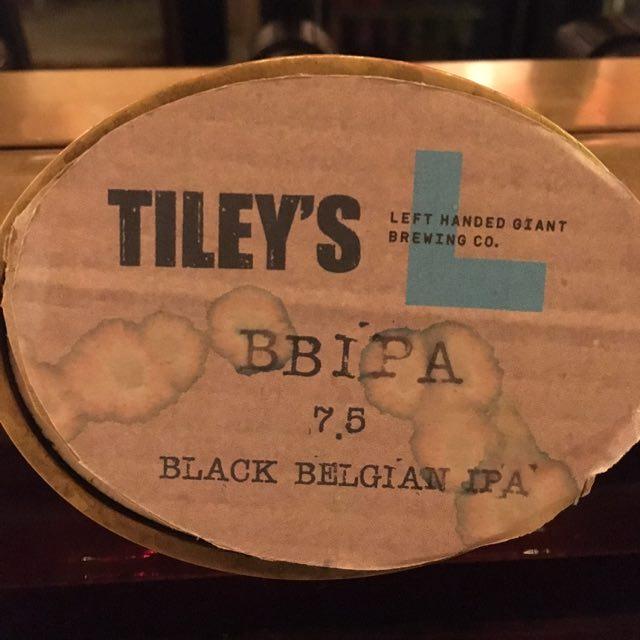 TILEY'S
LEFT HANDED GIANT
BREWING CO.
BBIPA
7.5
BLACK BELGIAN IPA